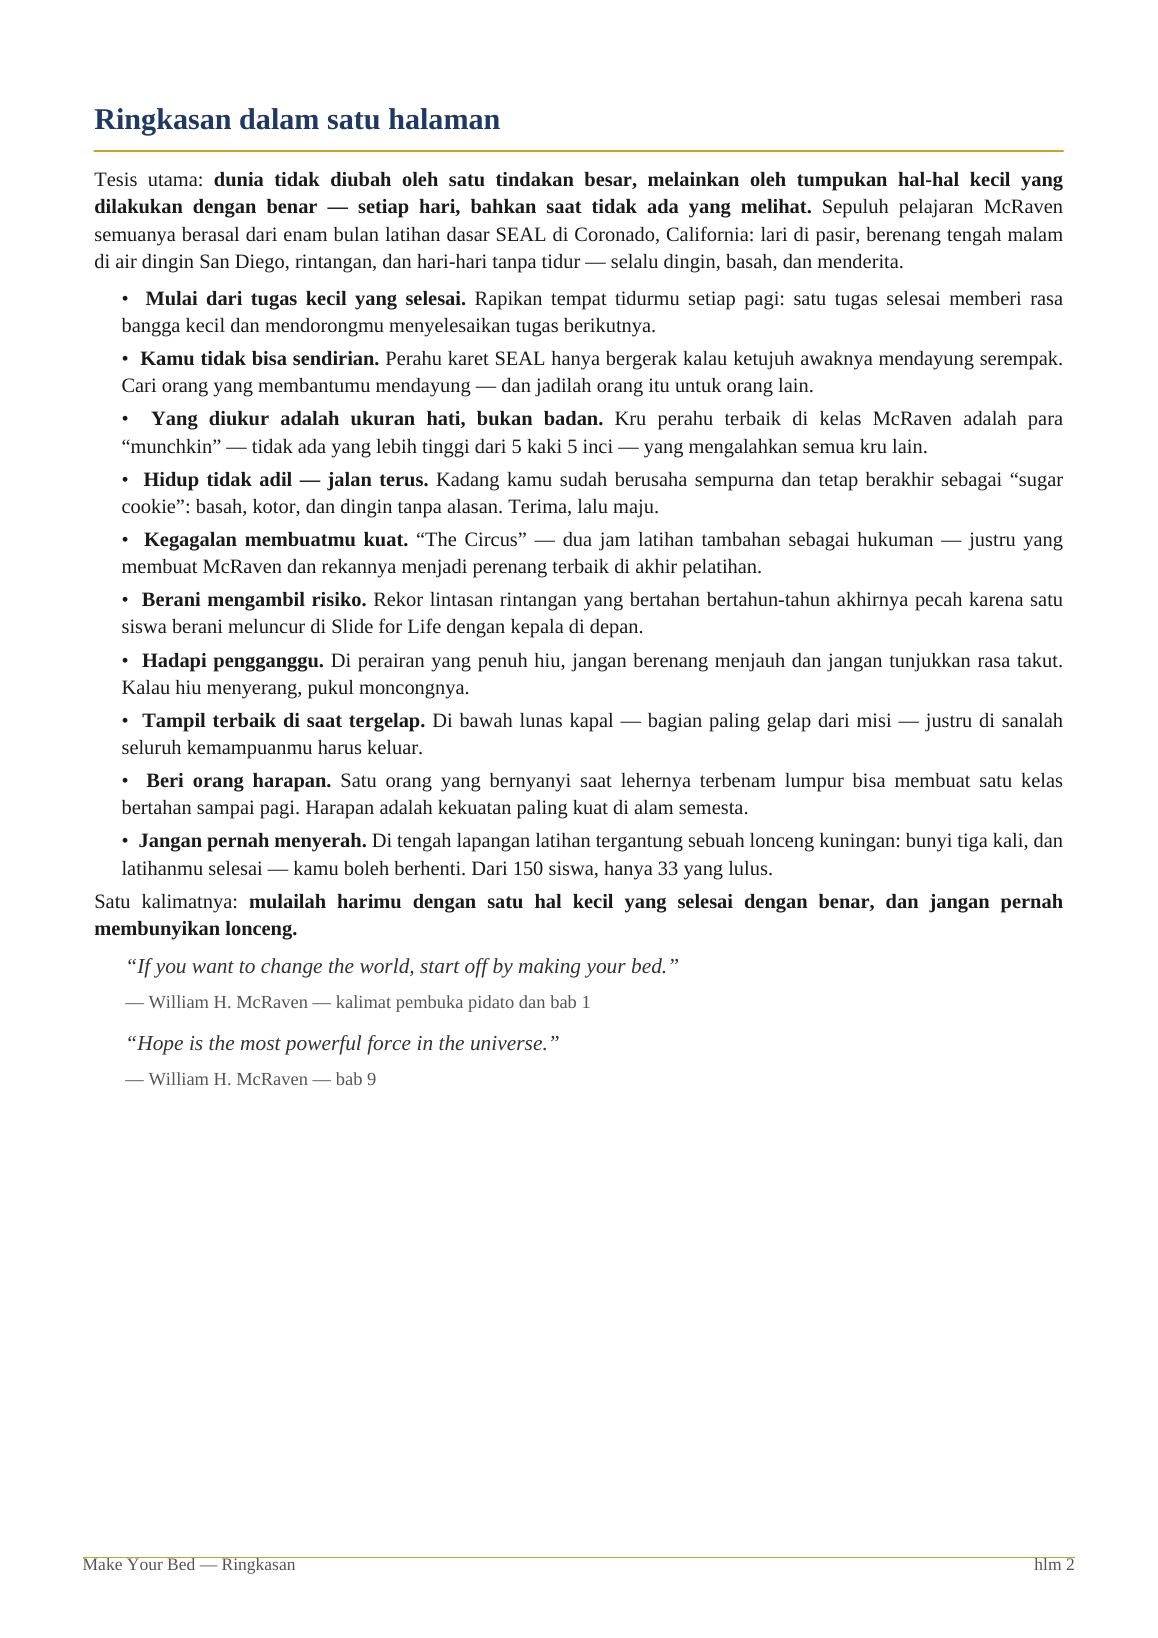 Ringkasan dalam satu halaman
Tesis utama: dunia tidak diubah oleh satu tindakan besar, melainkan oleh tumpukan hal-hal kecil yang
dilakukan dengan benar — setiap hari, bahkan saat tidak ada yang melihat. Sepuluh pelajaran McRaven
semuanya berasal dari enam bulan latihan dasar SEAL di Coronado, California: lari di pasir, berenang tengah malam
di air dingin San Diego, rintangan, dan hari-hari tanpa tidur — selalu dingin, basah, dan menderita.
• Mulai dari tugas kecil yang selesai. Rapikan tempat tidurmu setiap pagi: satu tugas selesai memberi rasa
bangga kecil dan mendorongmu menyelesaikan tugas berikutnya.
• Kamu tidak bisa sendirian. Perahu karet SEAL hanya bergerak kalau ketujuh awaknya mendayung serempak.
Cari orang yang membantumu mendayung — dan jadilah orang itu untuk orang lain.
• Yang diukur adalah ukuran hati, bukan badan. Kru perahu terbaik di kelas McRaven adalah para
“munchkin” — tidak ada yang lebih tinggi dari 5 kaki 5 inci — yang mengalahkan semua kru lain.
• Hidup tidak adil — jalan terus. Kadang kamu sudah berusaha sempurna dan tetap berakhir sebagai “sugar
cookie”: basah, kotor, dan dingin tanpa alasan. Terima, lalu maju.
• Kegagalan membuatmu kuat. “The Circus” — dua jam latihan tambahan sebagai hukuman — justru yang
membuat McRaven dan rekannya menjadi perenang terbaik di akhir pelatihan.
• Berani mengambil risiko. Rekor lintasan rintangan yang bertahan bertahun-tahun akhirnya pecah karena satu
siswa berani meluncur di Slide for Life dengan kepala di depan.
• Hadapi pengganggu. Di perairan yang penuh hiu, jangan berenang menjauh dan jangan tunjukkan rasa takut.
Kalau hiu menyerang, pukul moncongnya.
• Tampil terbaik di saat tergelap. Di bawah lunas kapal — bagian paling gelap dari misi — justru di sanalah
seluruh kemampuanmu harus keluar.
• Beri orang harapan. Satu orang yang bernyanyi saat lehernya terbenam lumpur bisa membuat satu kelas
bertahan sampai pagi. Harapan adalah kekuatan paling kuat di alam semesta.
• Jangan pernah menyerah. Di tengah lapangan latihan tergantung sebuah lonceng kuningan: bunyi tiga kali, dan
latihanmu selesai — kamu boleh berhenti. Dari 150 siswa, hanya 33 yang lulus.
Satu kalimatnya: mulailah harimu dengan satu hal kecil yang selesai dengan benar, dan jangan pernah
membunyikan lonceng.
“If you want to change the world, start off by making your bed.”
— William H. McRaven — kalimat pembuka pidato dan bab 1
“Hope is the most powerful force in the universe.”
— William H. McRaven — bab 9
Make Your Bed — Ringkasan
hlm 2